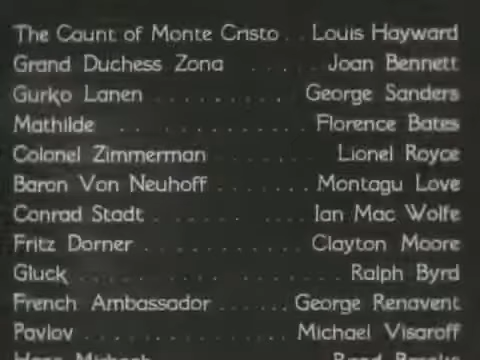 The Count of Monte Cristo . . Louis Hayward
Grand Duchess Zona . . . . . Joan Bennett
Gurko Lanen . . . . . . . . . . George Sanders
Mathilde . . . . . . . . . . . . Florence Bates
Colonel Zimmerman . . . . . . . Lionel Royce
Baron Von Neuhoff . . . . . . . Montagu Love
Conrad Stadt . . . . . . . . . . Ian Mac Wolfe
Fritz Dorner . . . . . . . . . . Clayton Moore
Gluck . . . . . . . . . . . . . . . Ralph Byrd
French Ambassador . . . . . . George Renavent
Pavlov . . . . . . . . . . . . Michael Visaroff